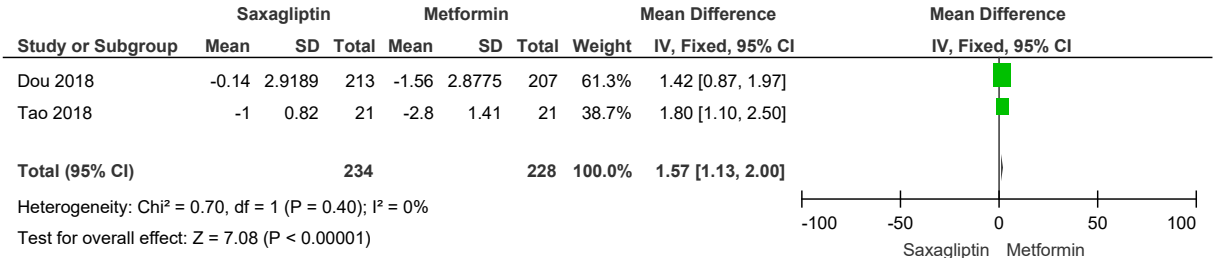 Saxagliptin Metformin Mean Difference Mean Difference
Study or Subgroup Mean SD Total Mean SD Total Weight IV, Fixed, 95% CI IV, Fixed, 95% CI
Dou 2018 -0.14 2.9189 213 -1.56 2.8775 207 61.3% 1.42 [0.87, 1.97]
Tao 2018 -1 0.82 21 -2.8 1.41 21 38.7% 1.80 [1.10, 2.50]
Total (95% CI) 234 228 100.0% 1.57 [1.13, 2.00]
Heterogeneity: Chi² = 0.70, df = 1 (P = 0.40); I² = 0%
Test for overall effect: Z = 7.08 (P < 0.00001)
-100 -50 0 50 100
Saxagliptin Metformin